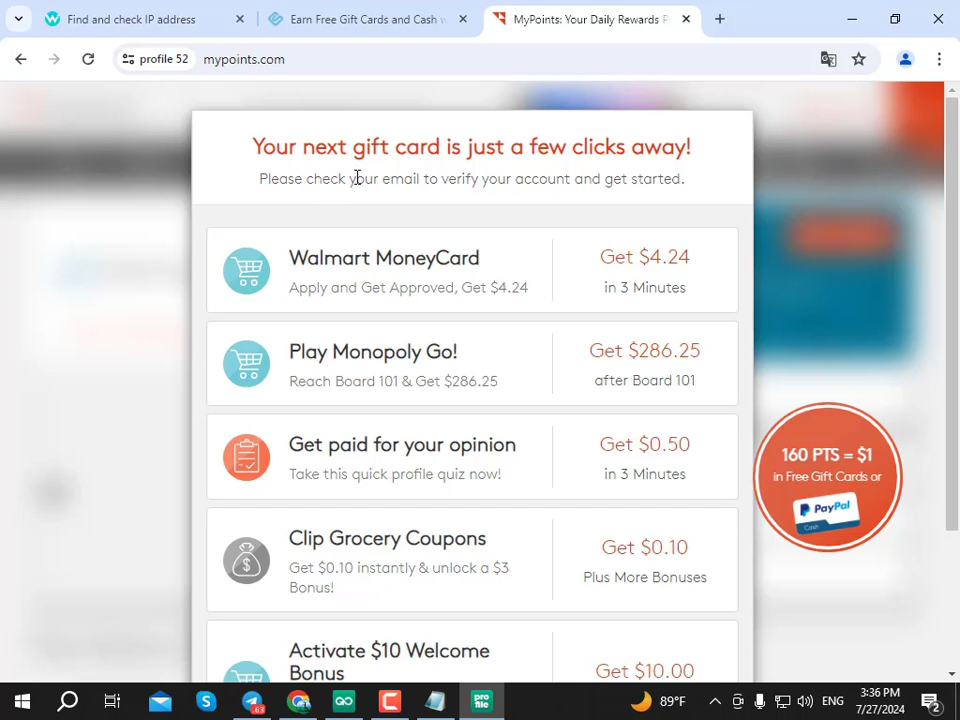 Find and check IP address
Earn Free Gift Cards and Cash w
MyPoints: Your Daily Rewards P
profile 52
mypoints.com
Your next gift card is just a few clicks away!
Please check your email to verify your account and get started.
Walmart MoneyCard
Apply and Get Approved, Get $4.24
Get $4.24
in 3 Minutes
Play Monopoly Go!
Reach Board 101 & Get $286.25
Get $286.25
after Board 101
Get paid for your opinion
Take this quick profile quiz now!
Get $0.50
in 3 Minutes
160 PTS = $1
in Free Gift Cards or
PayPal
Cash
Clip Grocery Coupons
Get $0.10 instantly & unlock a $3
Bonus!
Get $0.10
Plus More Bonuses
Activate $10 Welcome
Bonus
Get $10.00
63
pro
file
89°F
ENG
3:36 PM
7/27/2024
2